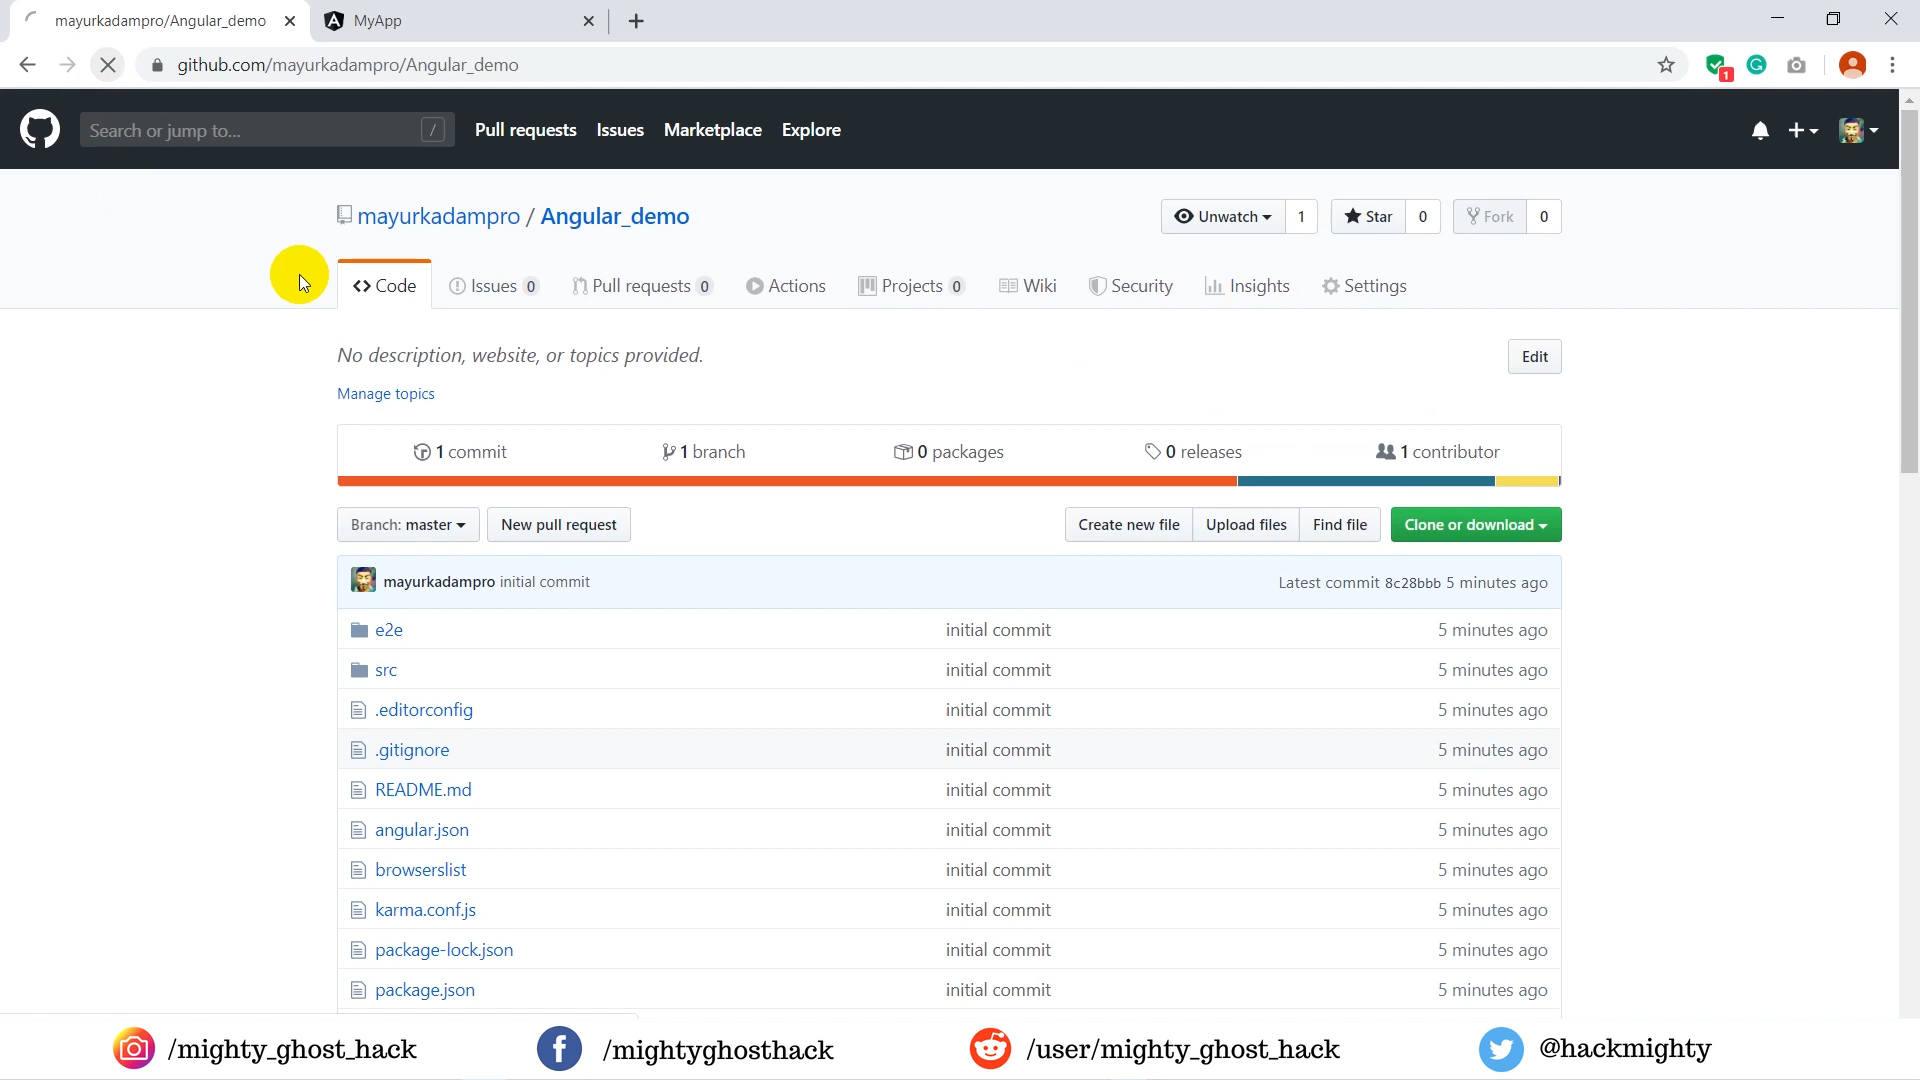 mayurkadampro/Angular_demo
MyApp
github.com/mayurkadampro/Angular_demo
1
Search or jump to...
/
Pull requests
Issues
Marketplace
Explore
mayurkadampro / Angular_demo
Unwatch 1
Star 0
Fork 0
Code
Issues 0
Pull requests 0
Actions
Projects 0
Wiki
Security
Insights
Settings
No description, website, or topics provided.
Edit
Manage topics
1 commit
1 branch
0 packages
0 releases
1 contributor
Branch: master
New pull request
Create new file
Upload files
Find file
Clone or download
mayurkadampro initial commit
Latest commit 8c28bbb 5 minutes ago
e2e initial commit 5 minutes ago
src initial commit 5 minutes ago
.editorconfig initial commit 5 minutes ago
.gitignore initial commit 5 minutes ago
README.md initial commit 5 minutes ago
angular.json initial commit 5 minutes ago
browserslist initial commit 5 minutes ago
karma.conf.js initial commit 5 minutes ago
package-lock.json initial commit 5 minutes ago
package.json initial commit 5 minutes ago
/mighty_ghost_hack
/mightyghosthack
/user/mighty_ghost_hack
@hackmighty